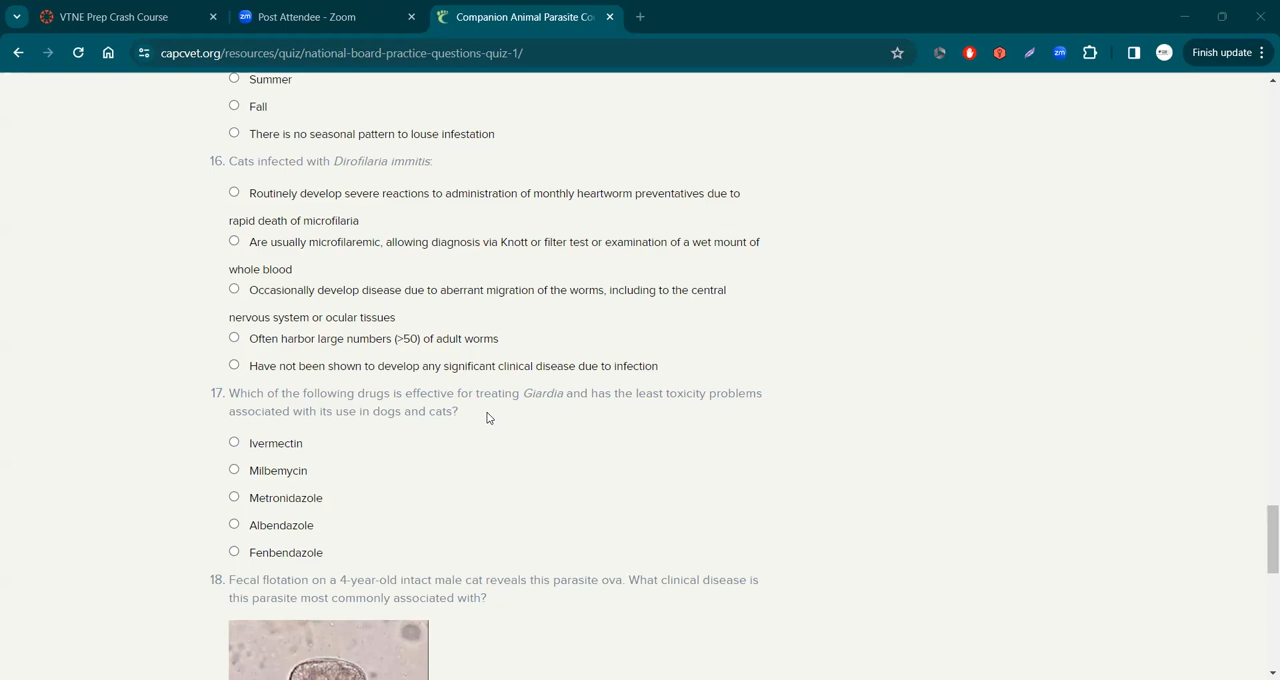 VTNE Prep Crash Course
Post Attendee - Zoom
Companion Animal Parasite Co
capcvet.org/resources/quiz/national-board-practice-questions-quiz-1/
zm
Finish update
Summer
Fall
There is no seasonal pattern to louse infestation
16. Cats infected with Dirofilaria immitis:
Routinely develop severe reactions to administration of monthly heartworm preventatives due to
rapid death of microfilaria
Are usually microfilaremic, allowing diagnosis via Knott or filter test or examination of a wet mount of
whole blood
Occasionally develop disease due to aberrant migration of the worms, including to the central
nervous system or ocular tissues
Often harbor large numbers (>50) of adult worms
Have not been shown to develop any significant clinical disease due to infection
17. Which of the following drugs is effective for treating Giardia and has the least toxicity problems
associated with its use in dogs and cats?
Ivermectin
Milbemycin
Metronidazole
Albendazole
Fenbendazole
18. Fecal flotation on a 4-year-old intact male cat reveals this parasite ova. What clinical disease is
this parasite most commonly associated with?